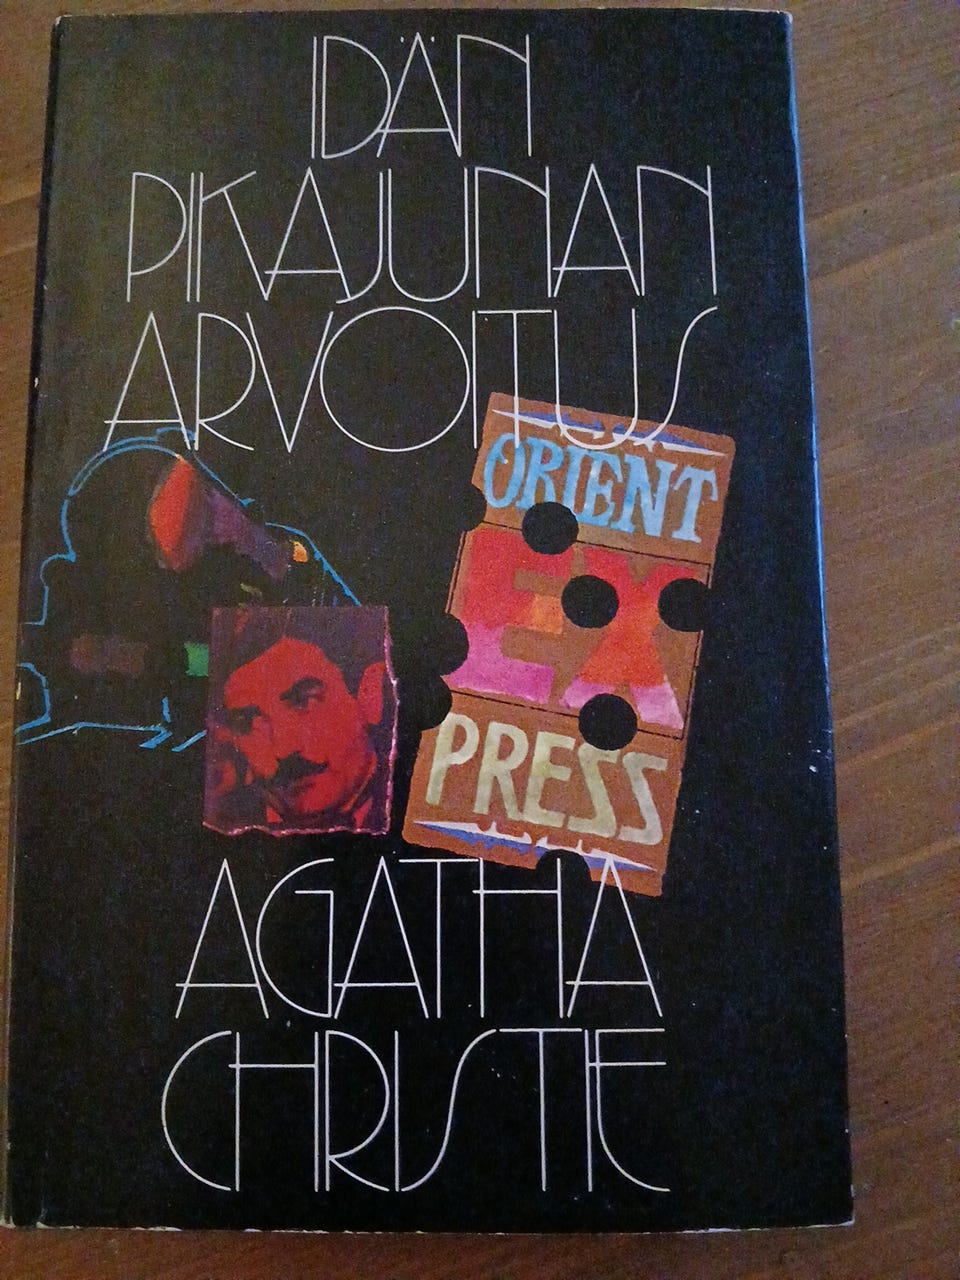 IDÄN
PIKAJUNAN
ARVOITUS
ORIENT
EX
PRESS
AGATHA
CHRISTIE